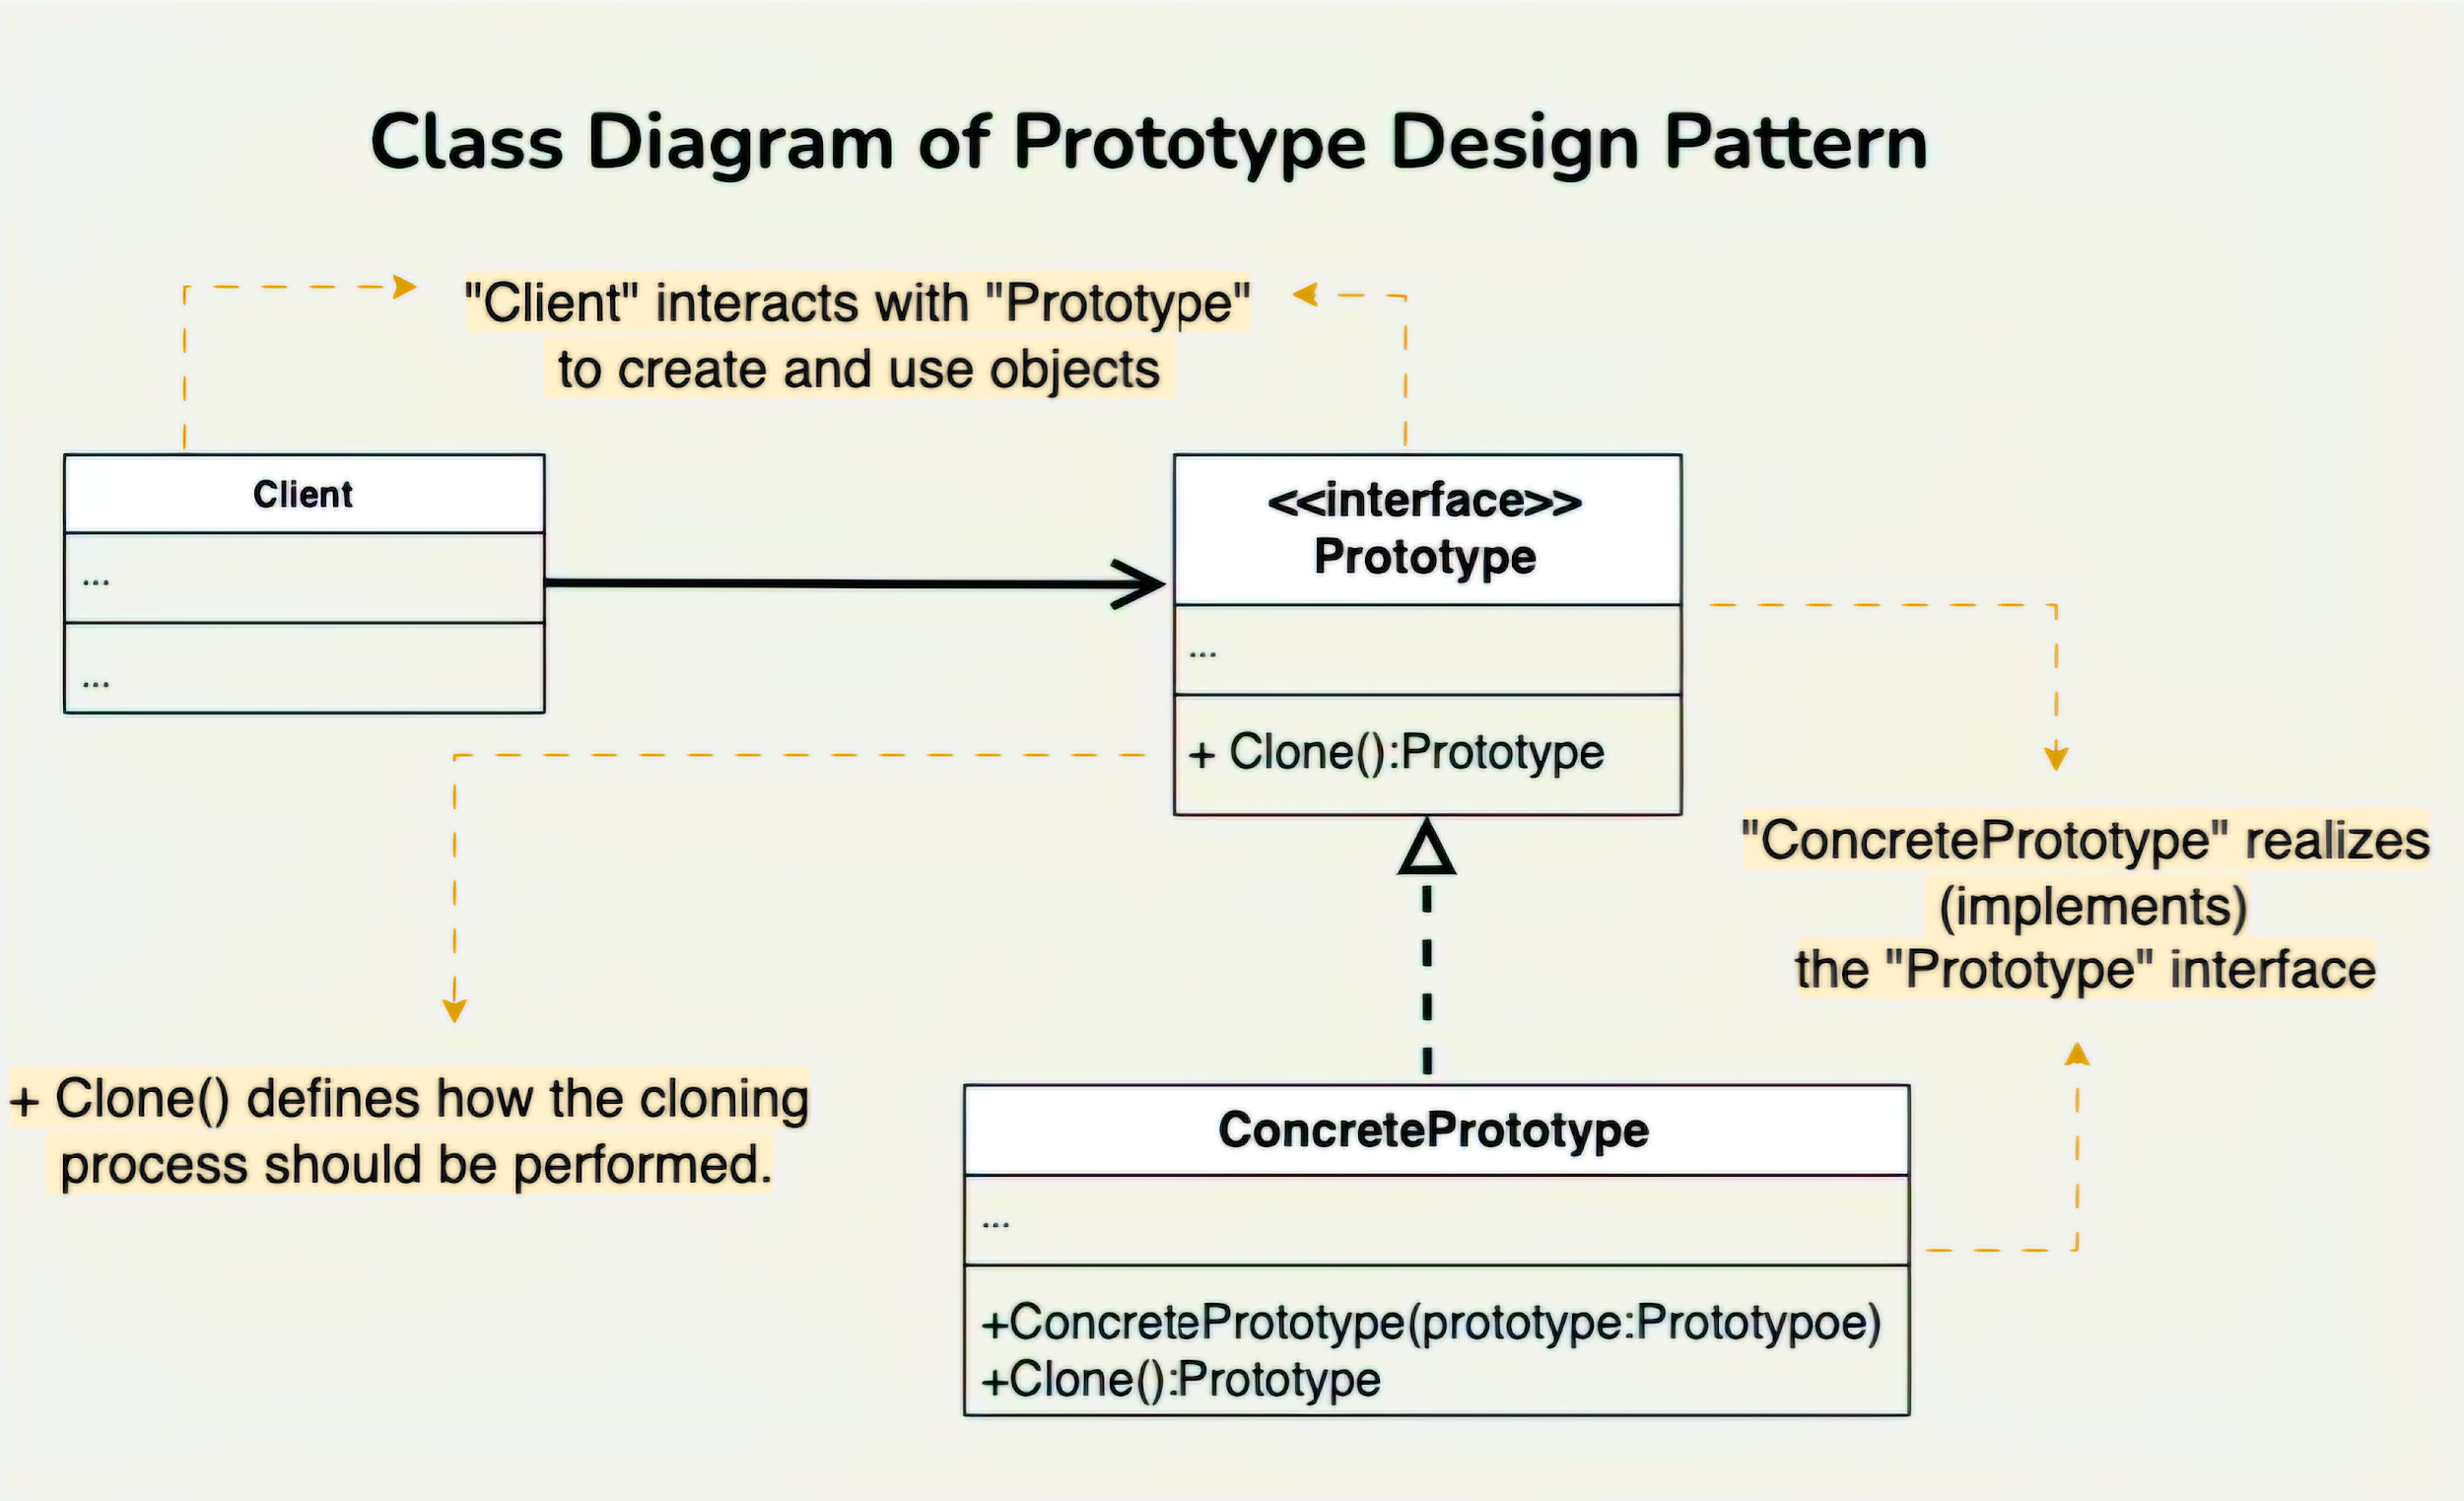 Class Diagram of Prototype Design Pattern
"Client" interacts with "Prototype"
to create and use objects
Client
...
...
<<interface>>
Prototype
...
+ Clone():Prototype
"ConcretePrototype" realizes
(implements)
the "Prototype" interface
+ Clone() defines how the cloning
process should be performed.
ConcretePrototype
...
+ConcretePrototype(prototype:Prototypoe)
+Clone():Prototype